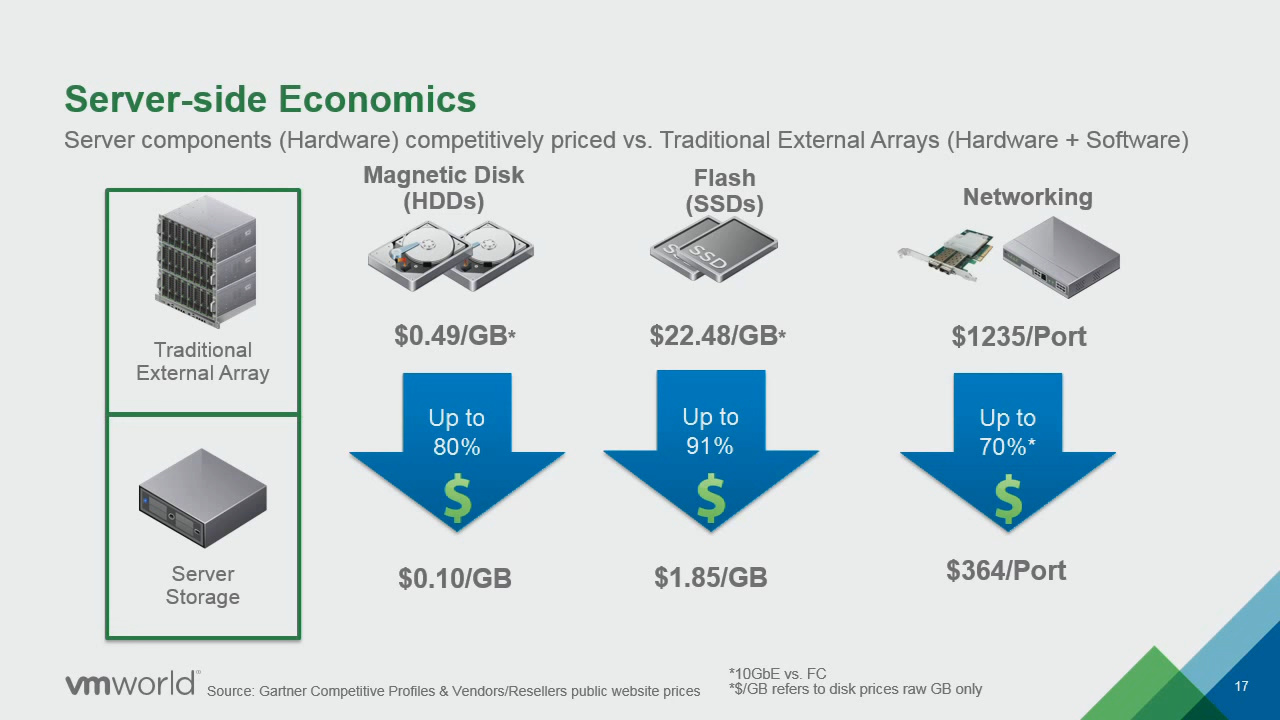 Server-side Economics
Server components (Hardware) competitively priced vs. Traditional External Arrays (Hardware + Software)
Magnetic Disk
(HDDs)
Flash
(SSDs)
Networking
SSD
Traditional
External Array
$0.49/GB*
$22.48/GB*
$1235/Port
Up to
80%
$
Up to
91%
$
Up to
70%*
$
Server
Storage
$0.10/GB
$1.85/GB
$364/Port
vmworld®
Source: Gartner Competitive Profiles & Vendors/Resellers public website prices
*10GbE vs. FC
*$/GB refers to disk prices raw GB only
17